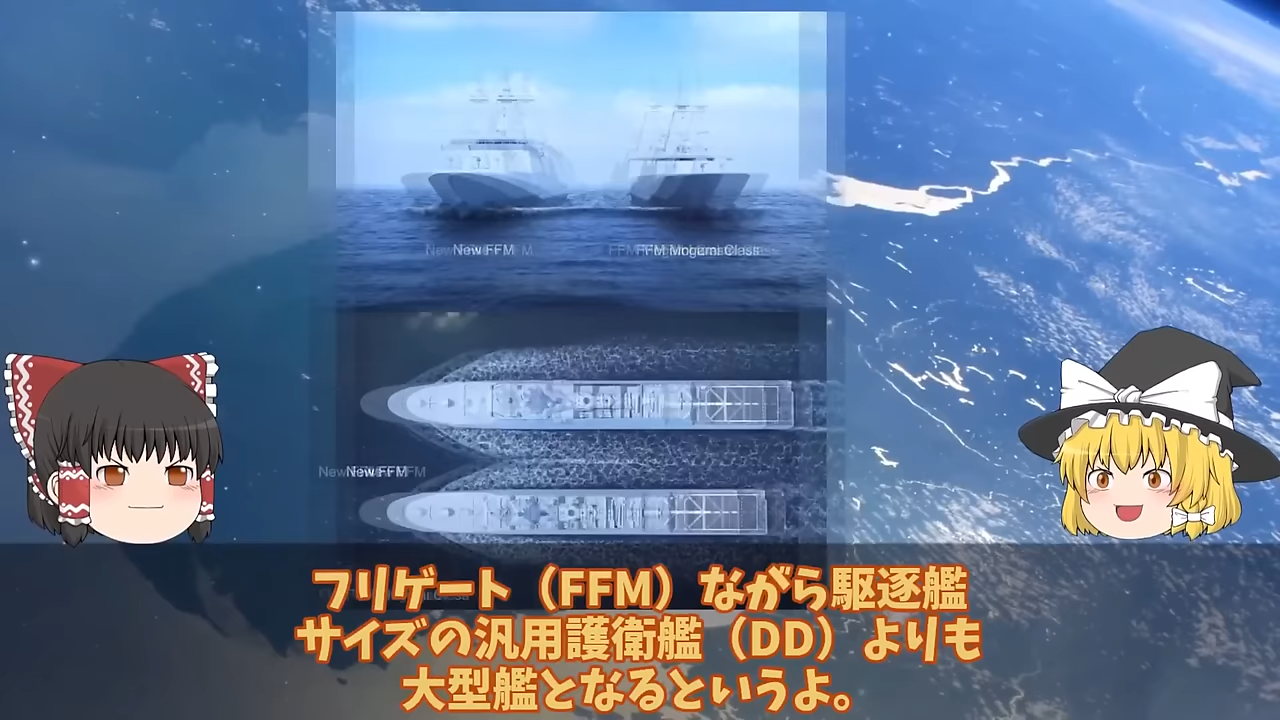 New FFM
FFM Mogami Class
New FFM
フリゲート（FFM）ながら駆逐艦
サイズの汎用護衛艦（DD）よりも
大型艦となるというよ。